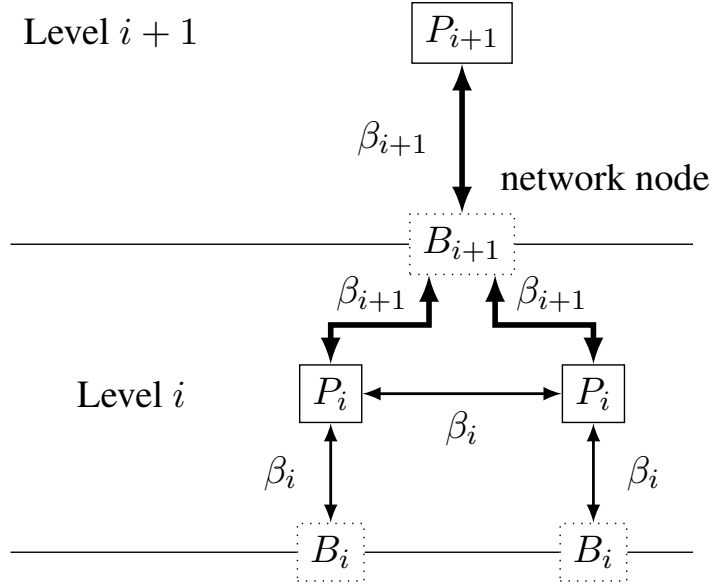 Level i + 1
P_{i+1}
β_{i+1}
network node
B_{i+1}
β_{i+1} β_{i+1}
Level i
P_i P_i
β_i
β_i β_i
B_i B_i